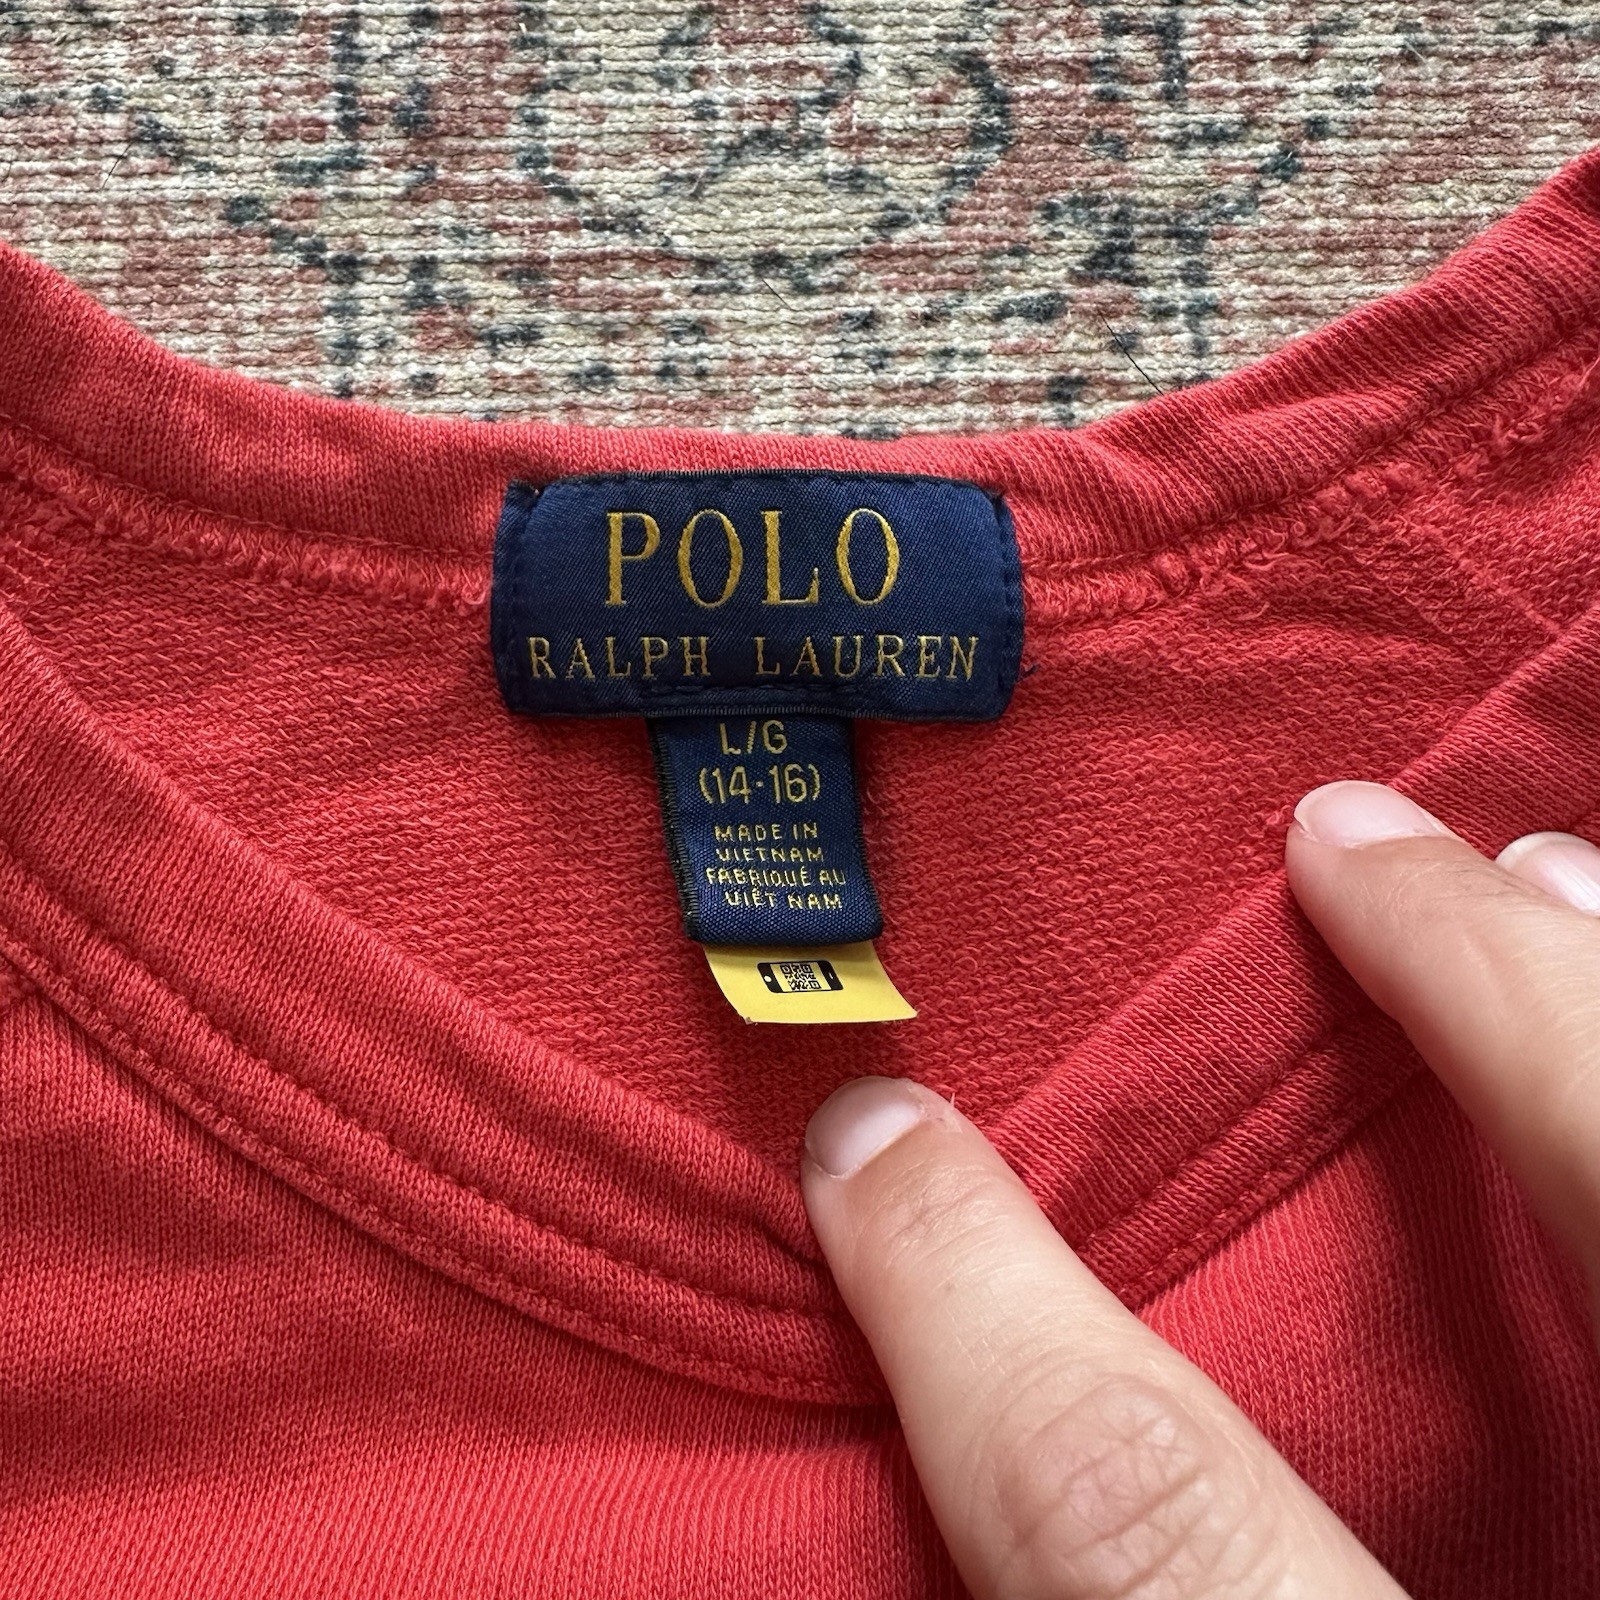 POLO
RALPH LAUREN
L/G
(14-16)
MADE IN
VIETNAM
FABRIQUÉ AU
VIÊT NAM